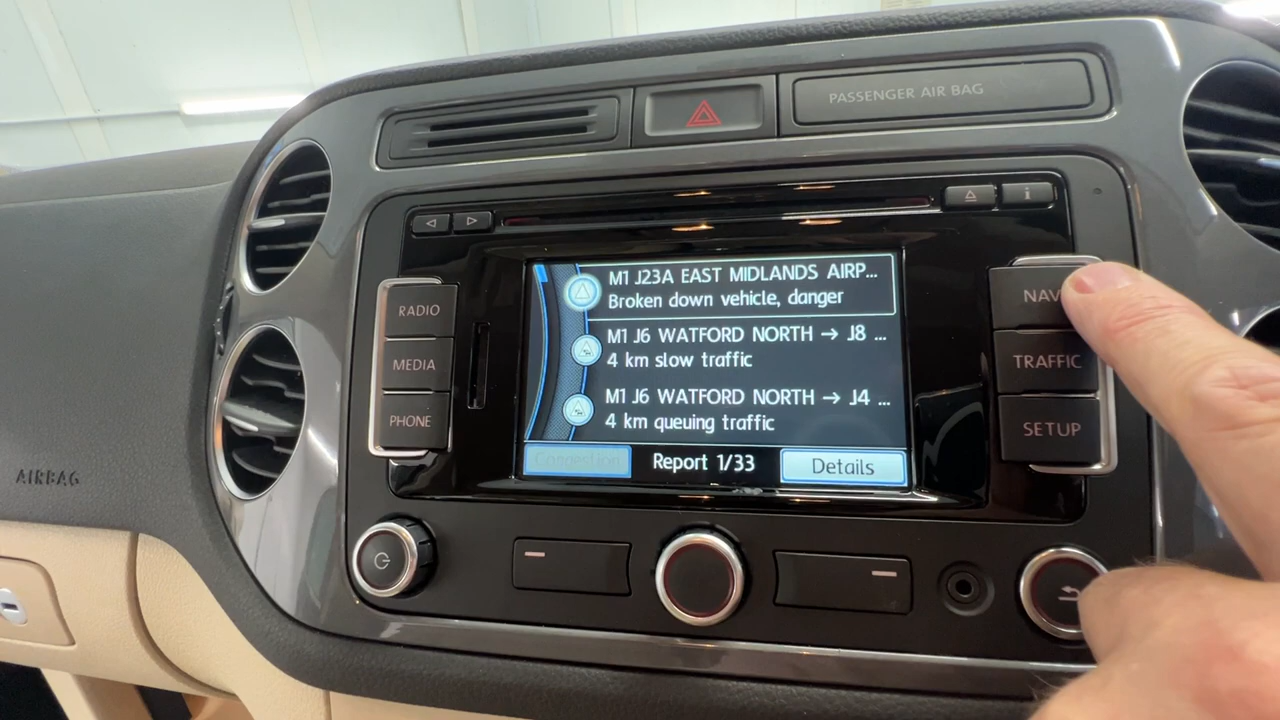 PASSENGER AIR BAG
i
RADIO
MEDIA
PHONE
M1 J23A EAST MIDLANDS AIRP...
Broken down vehicle, danger
M1 J6 WATFORD NORTH → J8 ...
4 km slow traffic
M1 J6 WATFORD NORTH → J4 ...
4 km queuing traffic
Congestion
Report 1/33
Details
NAV
TRAFFIC
SETUP
AIRBAG